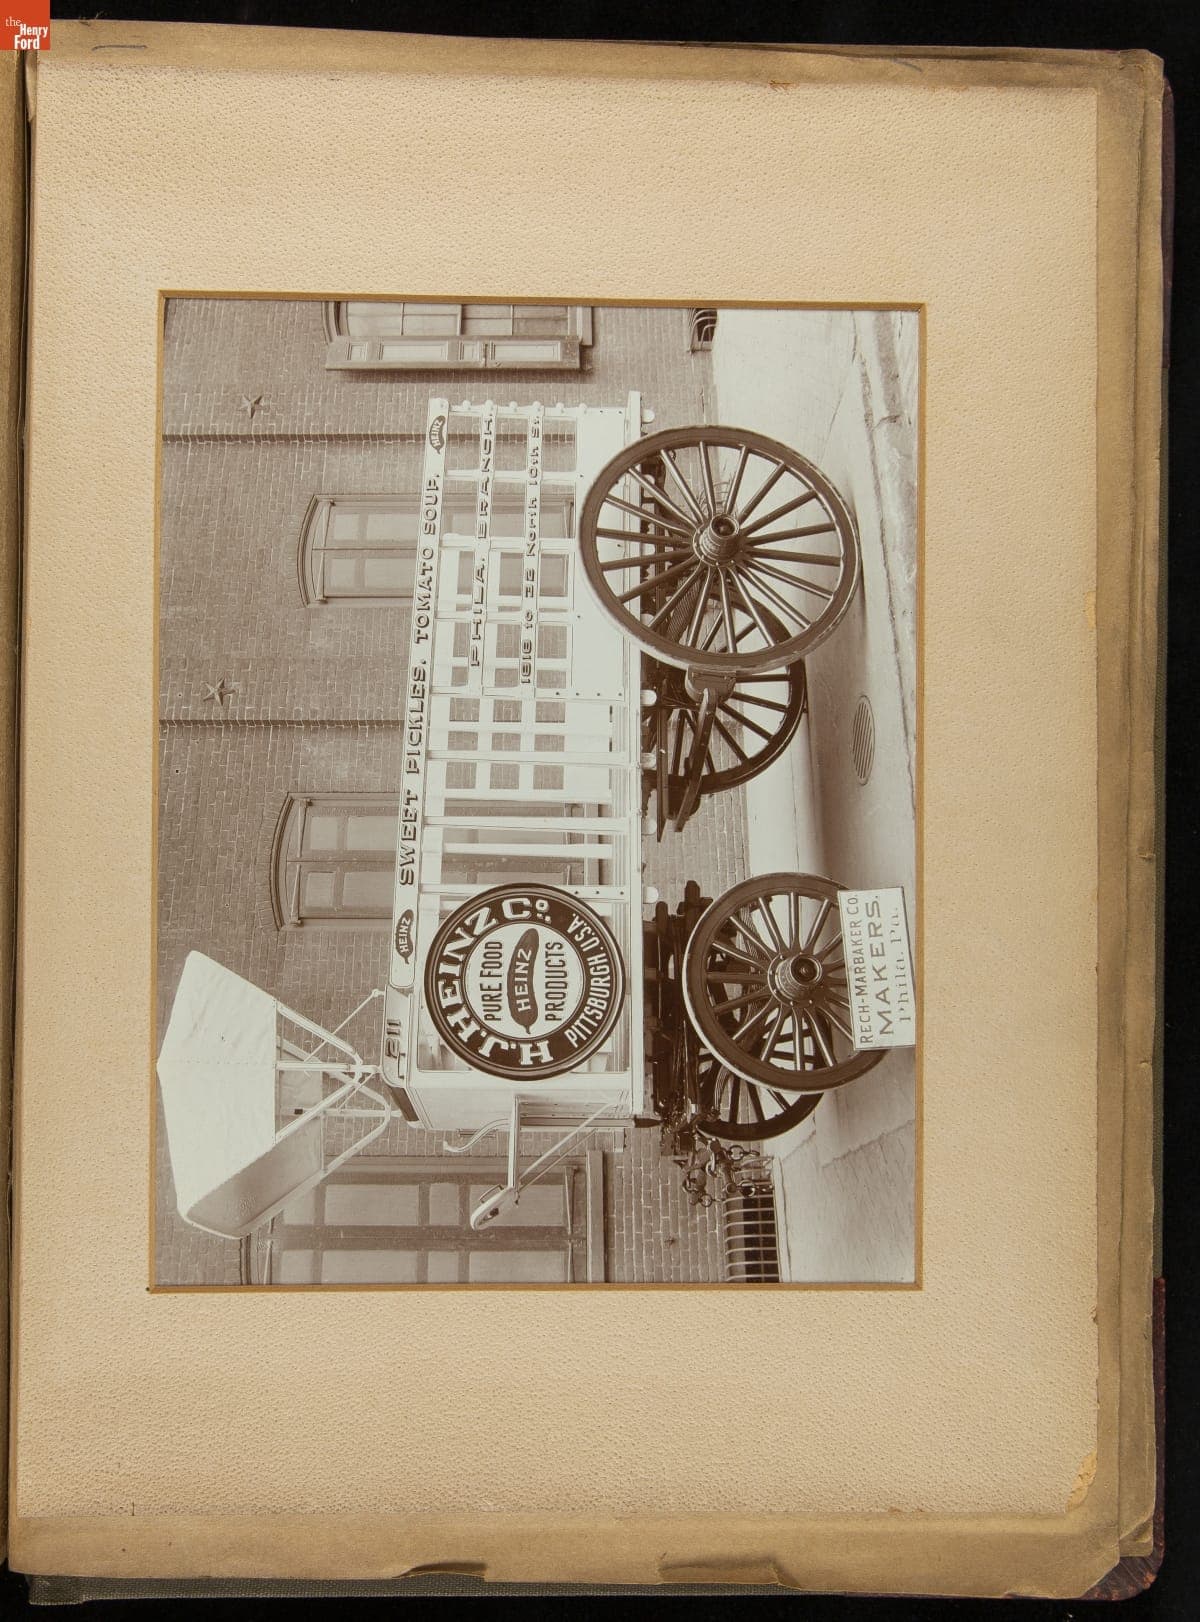 the
Henry
Ford
HEINZ
SWEET PICKLES. TOMATO SOUP.
HEINZ
211
H.J. HEINZ Co.
PURE FOOD
HEINZ
PRODUCTS
PITTSBURGH. U.S.A.
PHILA. BRANCH.
1818 to 22 NORTH 10th St.
RECH-MARBAKER CO.
MAKERS.
Phila. Pa.